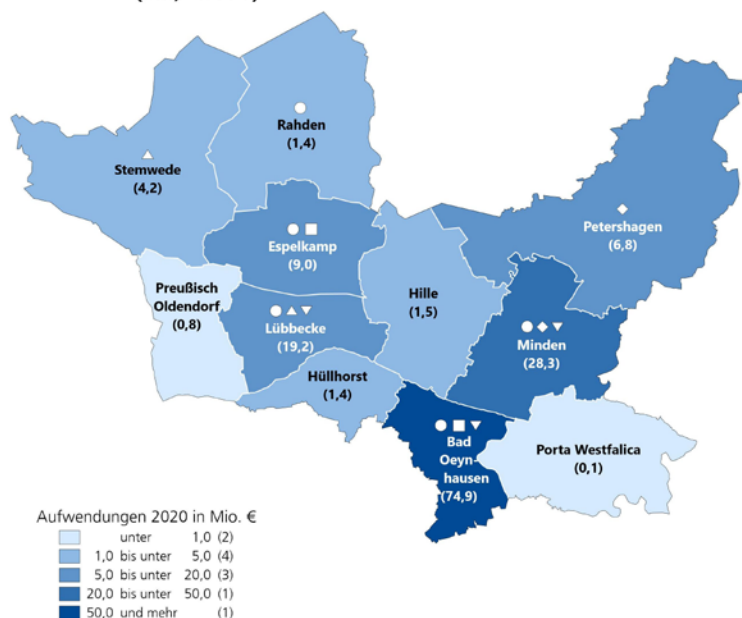 Rahden
(1,4)
Stemwede
(4,2)
Petershagen
(6,8)
Espelkamp
(9,0)
Preußisch
Oldendorf
(0,8)
Hille
(1,5)
Lübbecke
(19,2)
Minden
(28,3)
Hüllhorst
(1,4)
Bad
Oeyn-
hausen
(74,9)
Porta Westfalica
(0,1)
Aufwendungen 2020 in Mio. €
unter 1,0 (2)
1,0 bis unter 5,0 (4)
5,0 bis unter 20,0 (3)
20,0 bis unter 50,0 (1)
50,0 und mehr (1)